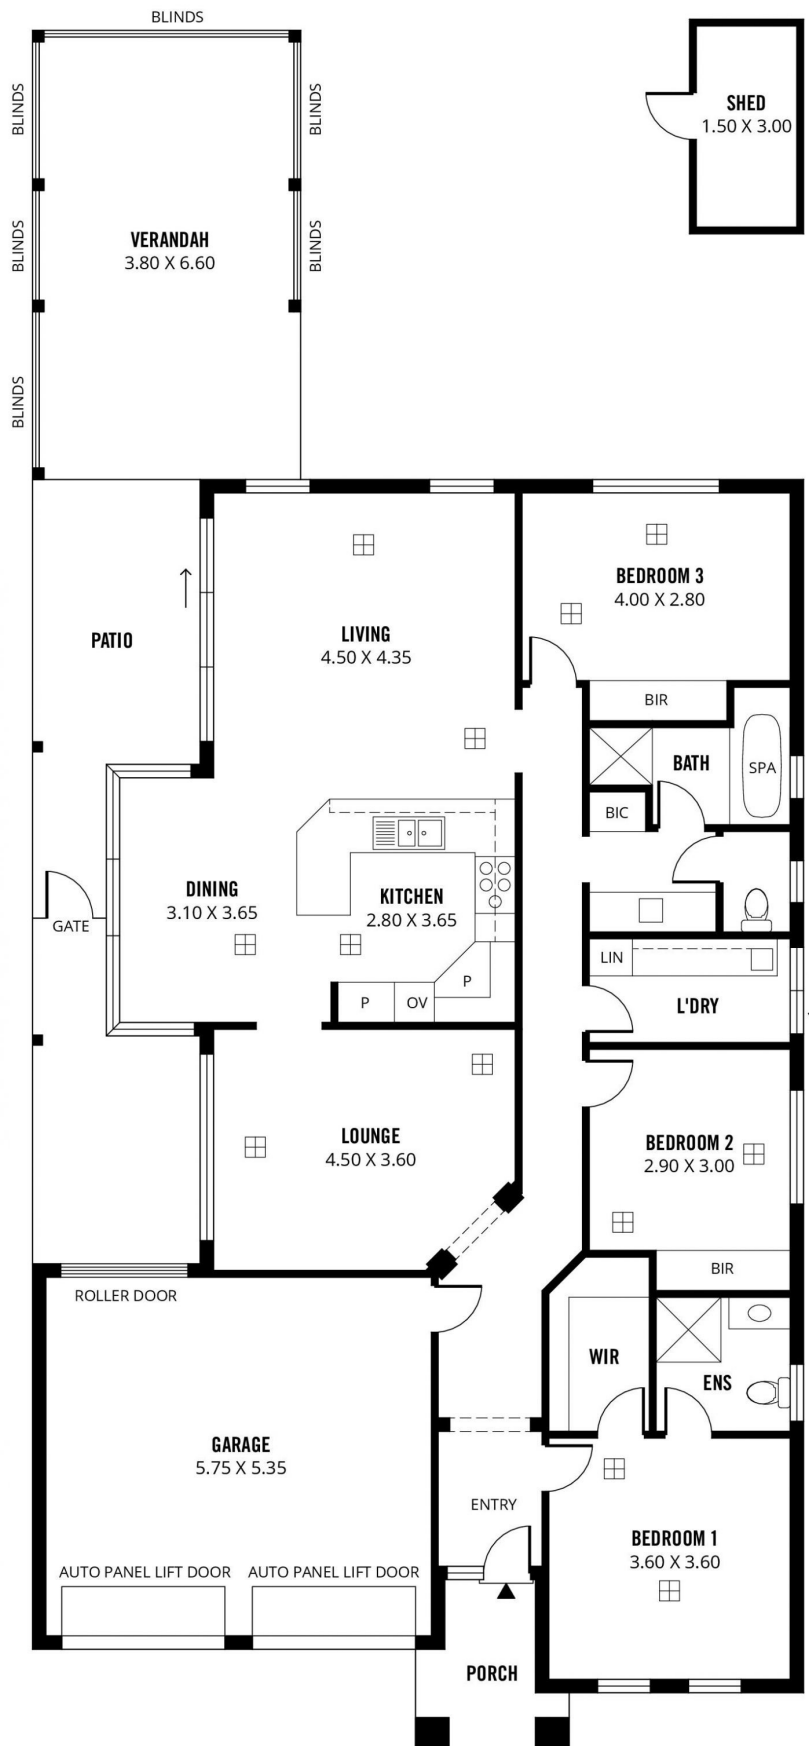 BLINDS
BLINDS
BLINDS
SHED
1.50 X 3.00
VERANDAH
3.80 X 6.60
BLINDS
BLINDS
BLINDS
BEDROOM 3
4.00 X 2.80
LIVING
4.50 X 4.35
PATIO
BIR
BATH
SPA
BIC
DINING
3.10 X 3.65
KITCHEN
2.80 X 3.65
GATE
LIN
P
P
OV
L'DRY
LOUNGE
4.50 X 3.60
BEDROOM 2
2.90 X 3.00
BIR
ROLLER DOOR
WIR
ENS
GARAGE
5.75 X 5.35
ENTRY
BEDROOM 1
3.60 X 3.60
AUTO PANEL LIFT DOOR
AUTO PANEL LIFT DOOR
PORCH